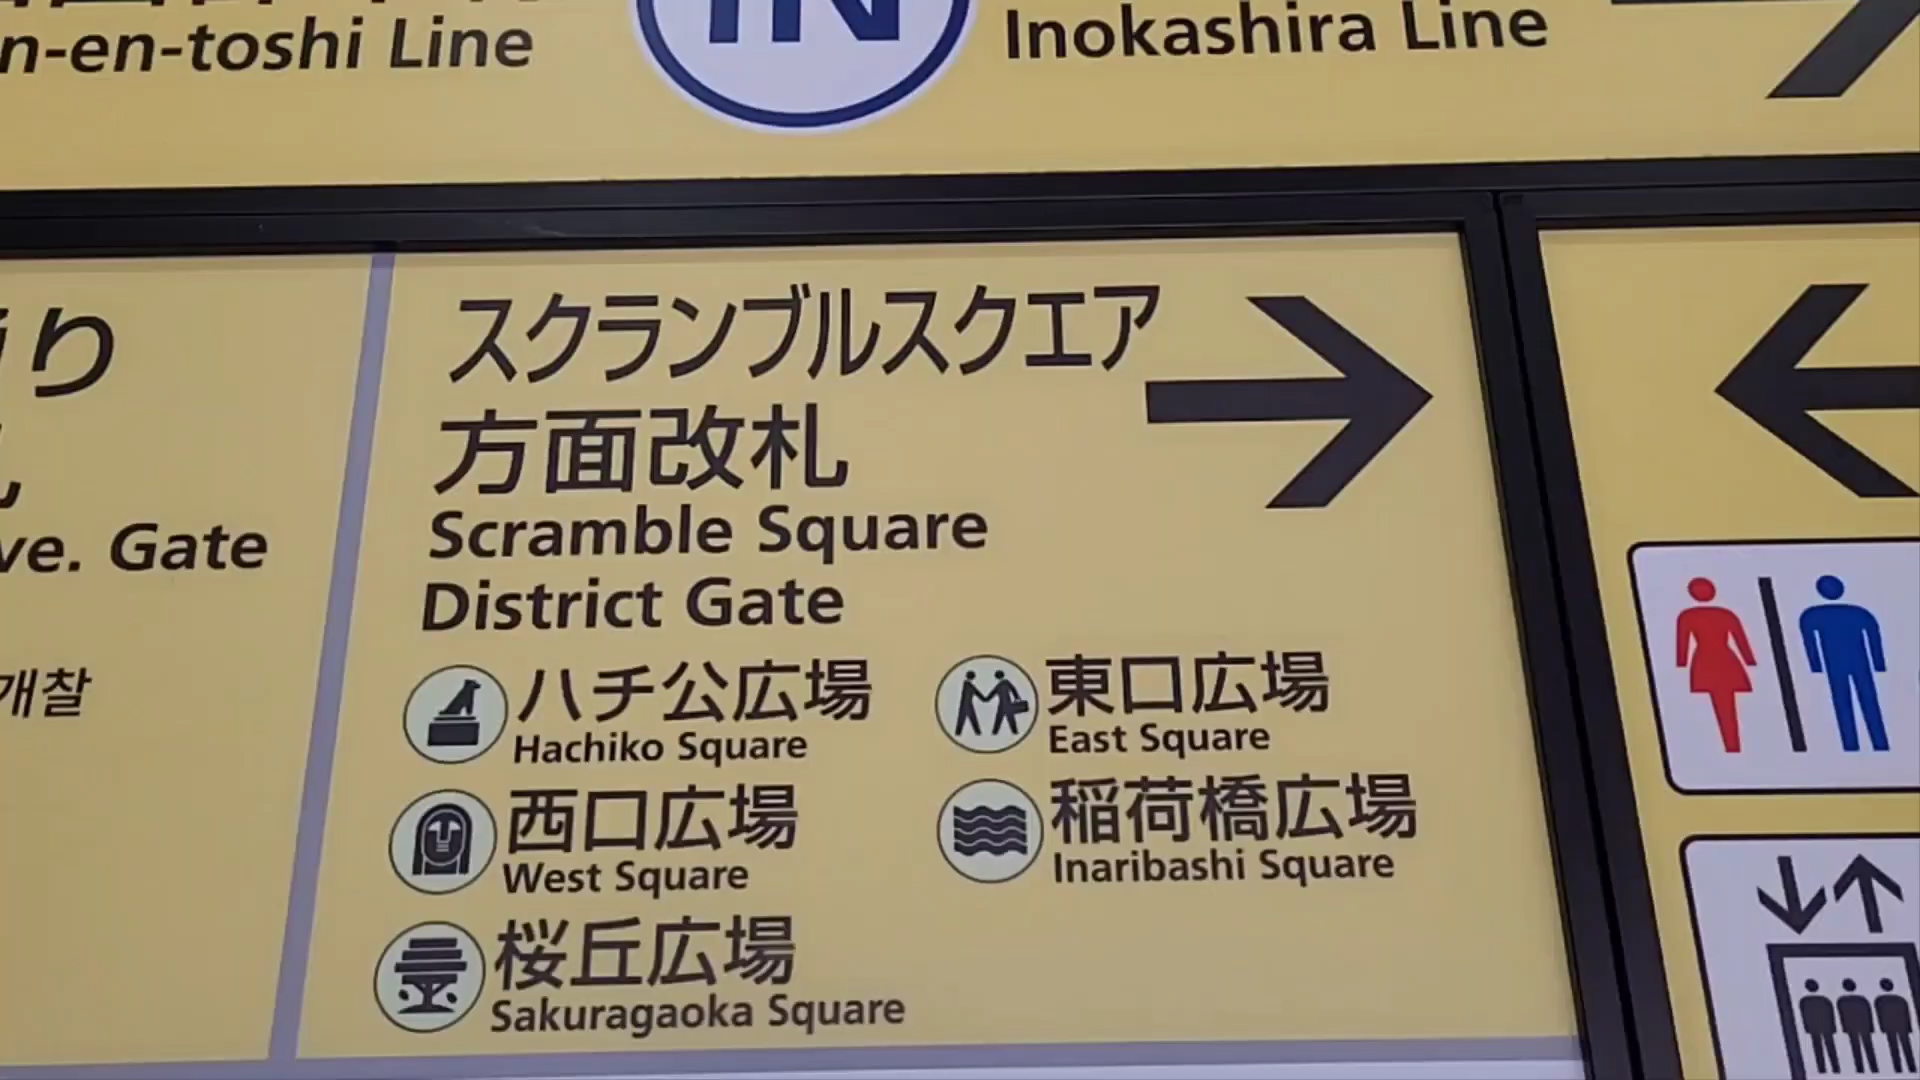 n-en-toshi Line
IN
Inokashira Line
り
ve. Gate
개찰
スクランブルスクエア
方面改札
Scramble Square
District Gate
ハチ公広場
Hachiko Square
東口広場
East Square
西口広場
West Square
稲荷橋広場
Inaribashi Square
桜丘広場
Sakuragaoka Square